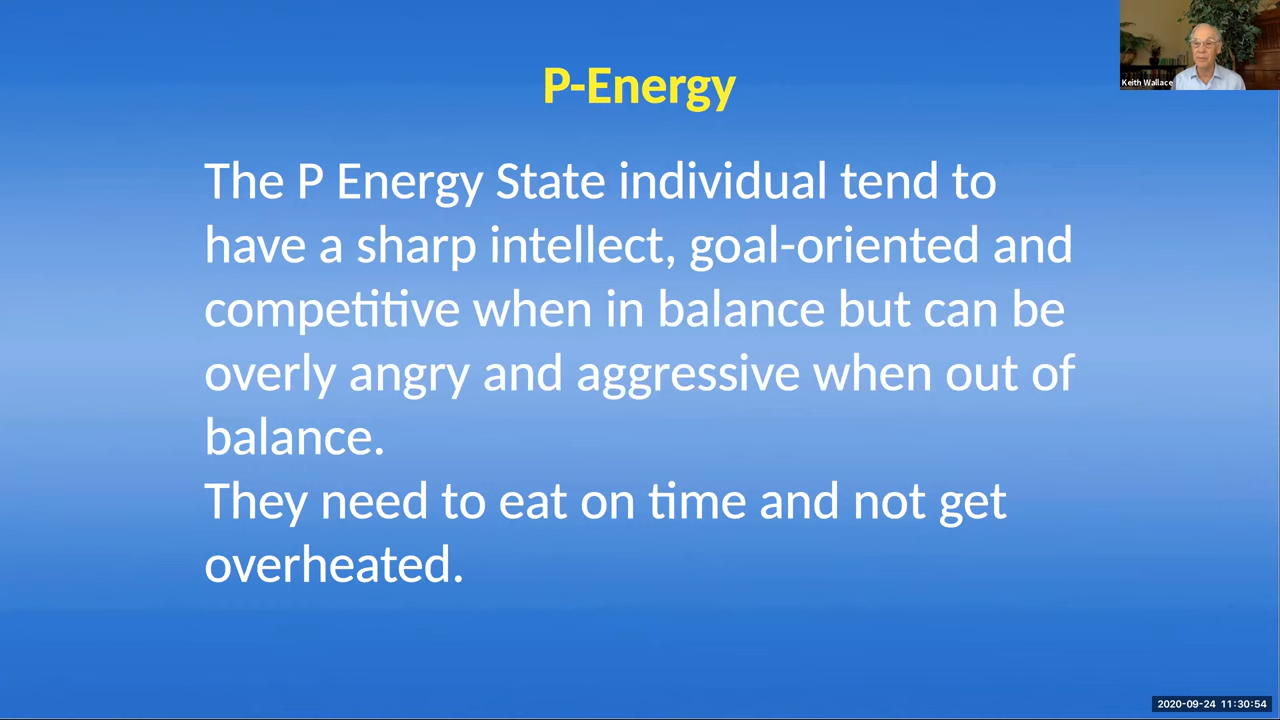 P-Energy
Keith Wallace
The P Energy State individual tend to
have a sharp intellect, goal-oriented and
competitive when in balance but can be
overly angry and aggressive when out of
balance.
They need to eat on time and not get
overheated.
2020-09-24 11:30:54